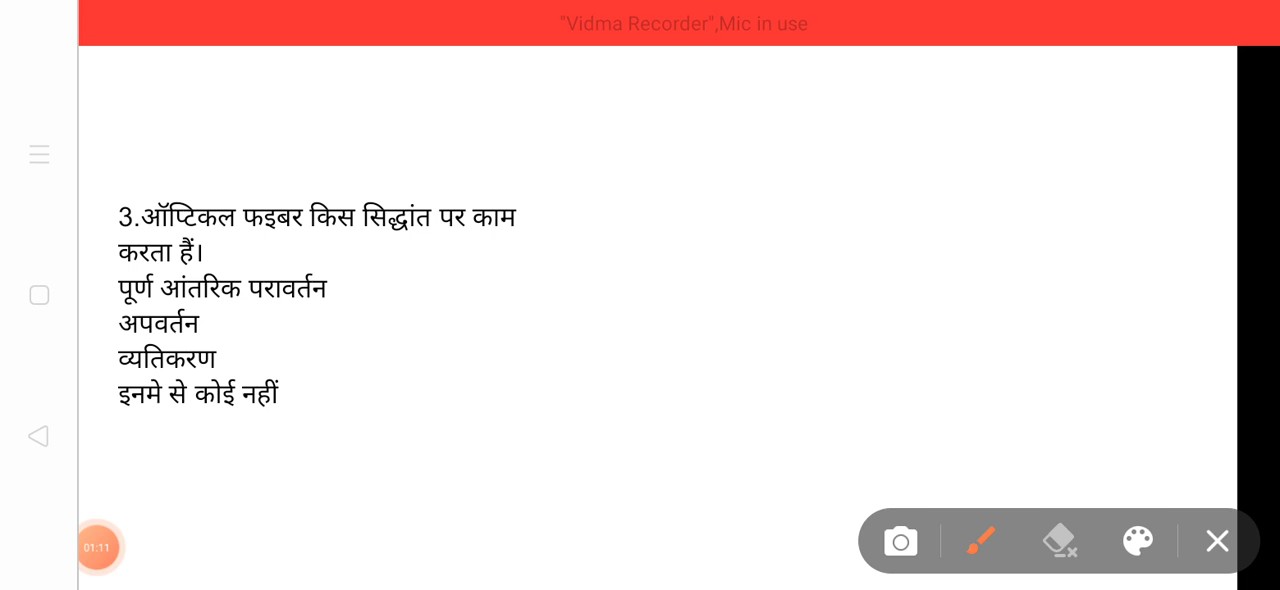 "Vidma Recorder",Mic in use
3.ऑप्टिकल फइबर किस सिद्धांत पर काम
करता हैं।
पूर्ण आंतरिक परावर्तन
अपवर्तन
व्यतिकरण
इनमे से कोई नहीं
01:11